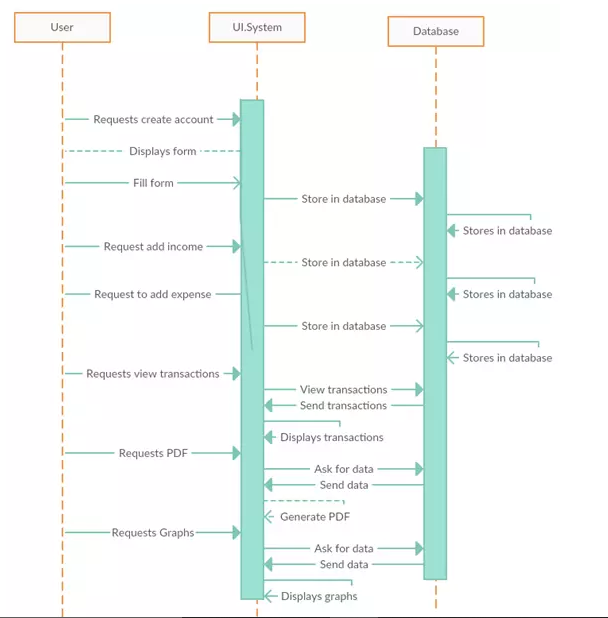 User
UI.System
Database
Requests create account
Displays form
Fill form
Store in database
Stores in database
Request add income
Store in database
Request to add expense
Stores in database
Store in database
Stores in database
Requests view transactions
View transactions
Send transactions
Displays transactions
Requests PDF
Ask for data
Send data
Generate PDF
Requests Graphs
Ask for data
Send data
Displays graphs